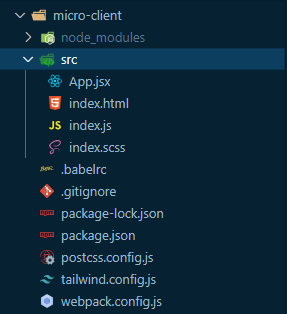 micro-client
node_modules
src
App.jsx
index.html
JS index.js
index.scss
.babelrc
.gitignore
package-lock.json
package.json
postcss.config.js
tailwind.config.js
webpack.config.js